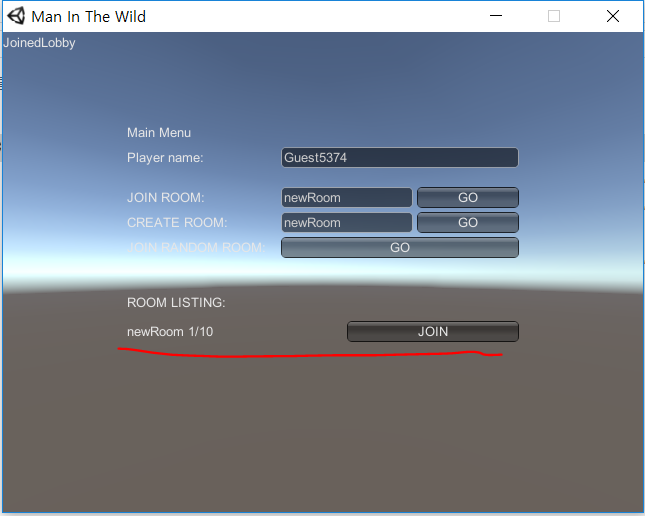 Man In The Wild
JoinedLobby
Main Menu
Player name: Guest5374
JOIN ROOM: newRoom GO
CREATE ROOM: newRoom GO
JOIN RANDOM ROOM: GO
ROOM LISTING:
newRoom 1/10 JOIN